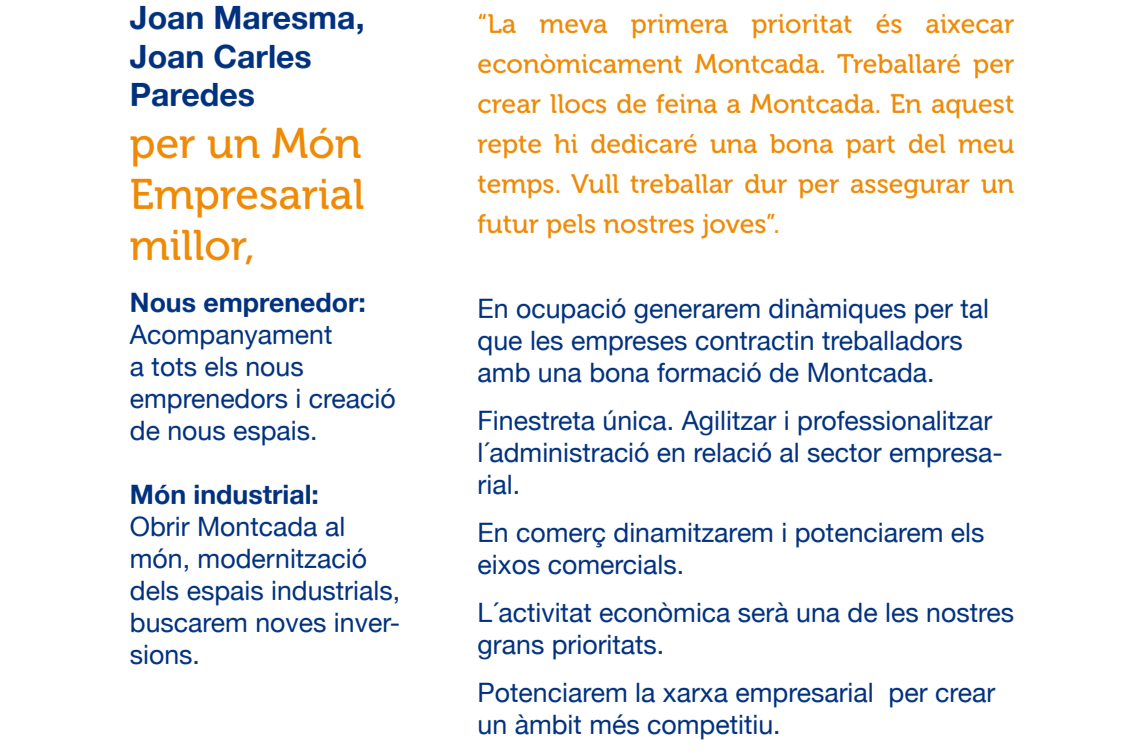 Joan Maresma,
Joan Carles
Paredes
per un Món
Empresarial
millor,
Nous emprenedor:
Acompanyament
a tots els nous
emprenedors i creació
de nous espais.
Món industrial:
Obrir Montcada al
món, modernització
dels espais industrials,
buscarem noves inver-
sions.
“La meva primera prioritat és aixecar
econòmicament Montcada. Treballaré per
crear llocs de feina a Montcada. En aquest
repte hi dedicaré una bona part del meu
temps. Vull treballar dur per assegurar un
futur pels nostres joves”.
En ocupació generarem dinàmiques per tal
que les empreses contractin treballadors
amb una bona formació de Montcada.
Finestreta única. Agilitzar i professionalitzar
l´administració en relació al sector empresa-
rial.
En comerç dinamitzarem i potenciarem els
eixos comercials.
L´activitat econòmica serà una de les nostres
grans prioritats.
Potenciarem la xarxa empresarial  per crear
un àmbit més competitiu.